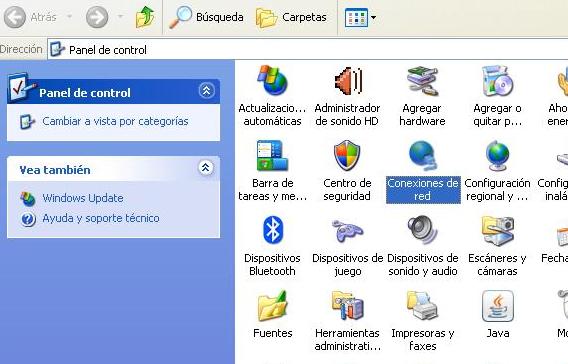 Atrás
Búsqueda
Carpetas
Dirección
Panel de control
Panel de control
Cambiar a vista por categorías
Vea también
Windows Update
Ayuda y soporte técnico
Actualizacio...
automáticas
Administrador
de sonido HD
Agregar
hardware
Agregar o
quitar p...
Aho
ener
Barra de
tareas y me...
Centro de
seguridad
Conexiones de
red
Configuración
regional y ...
Config
inalá
Dispositivos
Bluetooth
Dispositivos de
juego
Dispositivos de
sonido y audio
Escáneres y
cámaras
Fecha
Fuentes
Herramientas
administrati...
Impresoras y
faxes
Java